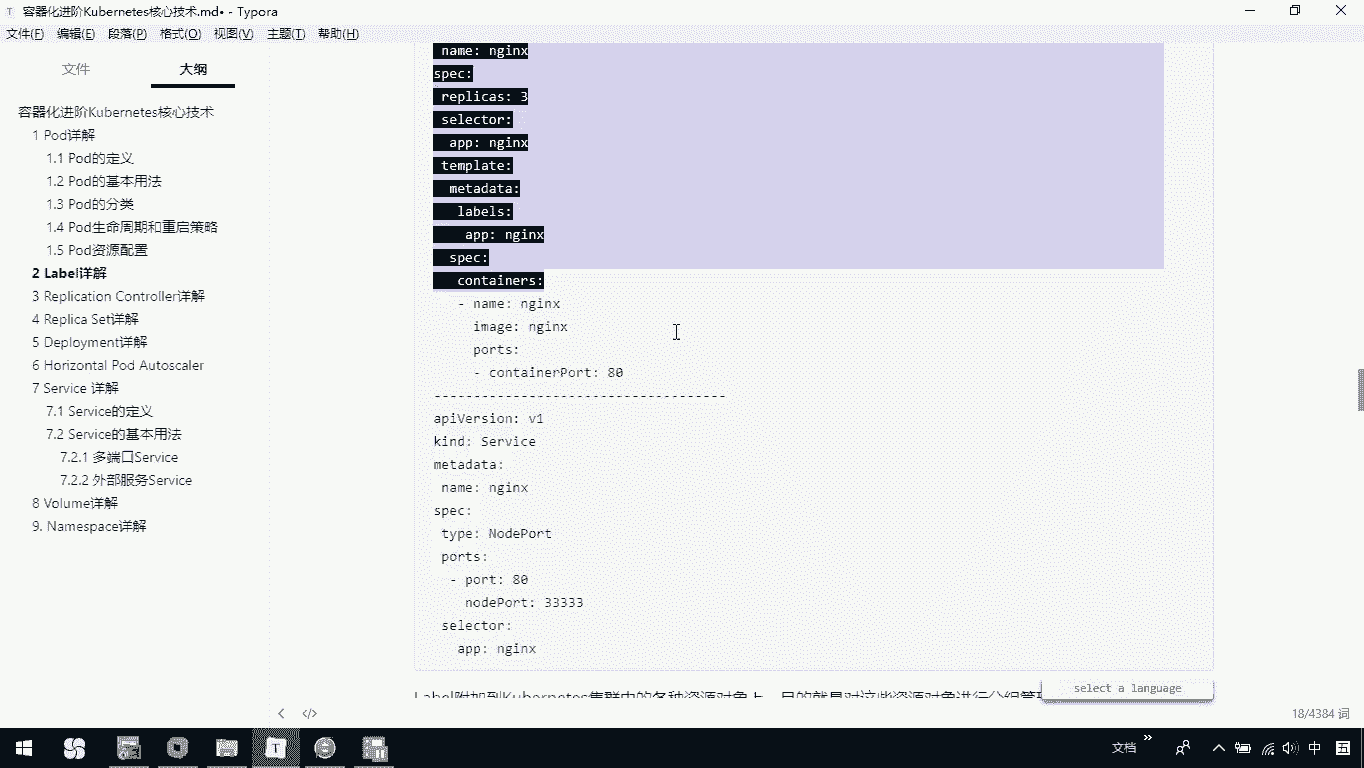 容器化进阶Kubernetes核心技术.md• - Typora
文件(F) 编辑(E) 段落(P) 格式(O) 视图(V) 主题(T) 帮助(H)
文件 大纲
容器化进阶Kubernetes核心技术
1 Pod详解
1.1 Pod的定义
1.2 Pod的基本用法
1.3 Pod的分类
1.4 Pod生命周期和重启策略
1.5 Pod资源配置
2 Label详解
3 Replication Controller详解
4 Replica Set详解
5 Deployment详解
6 Horizontal Pod Autoscaler
7 Service 详解
7.1 Service的定义
7.2 Service的基本用法
7.2.1 多端口Service
7.2.2 外部服务Service
8 Volume详解
9. Namespace详解
name: nginx
spec:
replicas: 3
selector:
app: nginx
template:
metadata:
labels:
app: nginx
spec:
containers:
- name: nginx
image: nginx
ports:
- containerPort: 80
-------------------------------------
apiVersion: v1
kind: Service
metadata:
name: nginx
spec:
type: NodePort
ports:
- port: 80
nodePort: 33333
selector:
app: nginx
Label附加到Kubernetes集群中的各种资源对象上，目的就是对这些资源对象进行分组管理
select a language
18/4384 词
文档 中 五